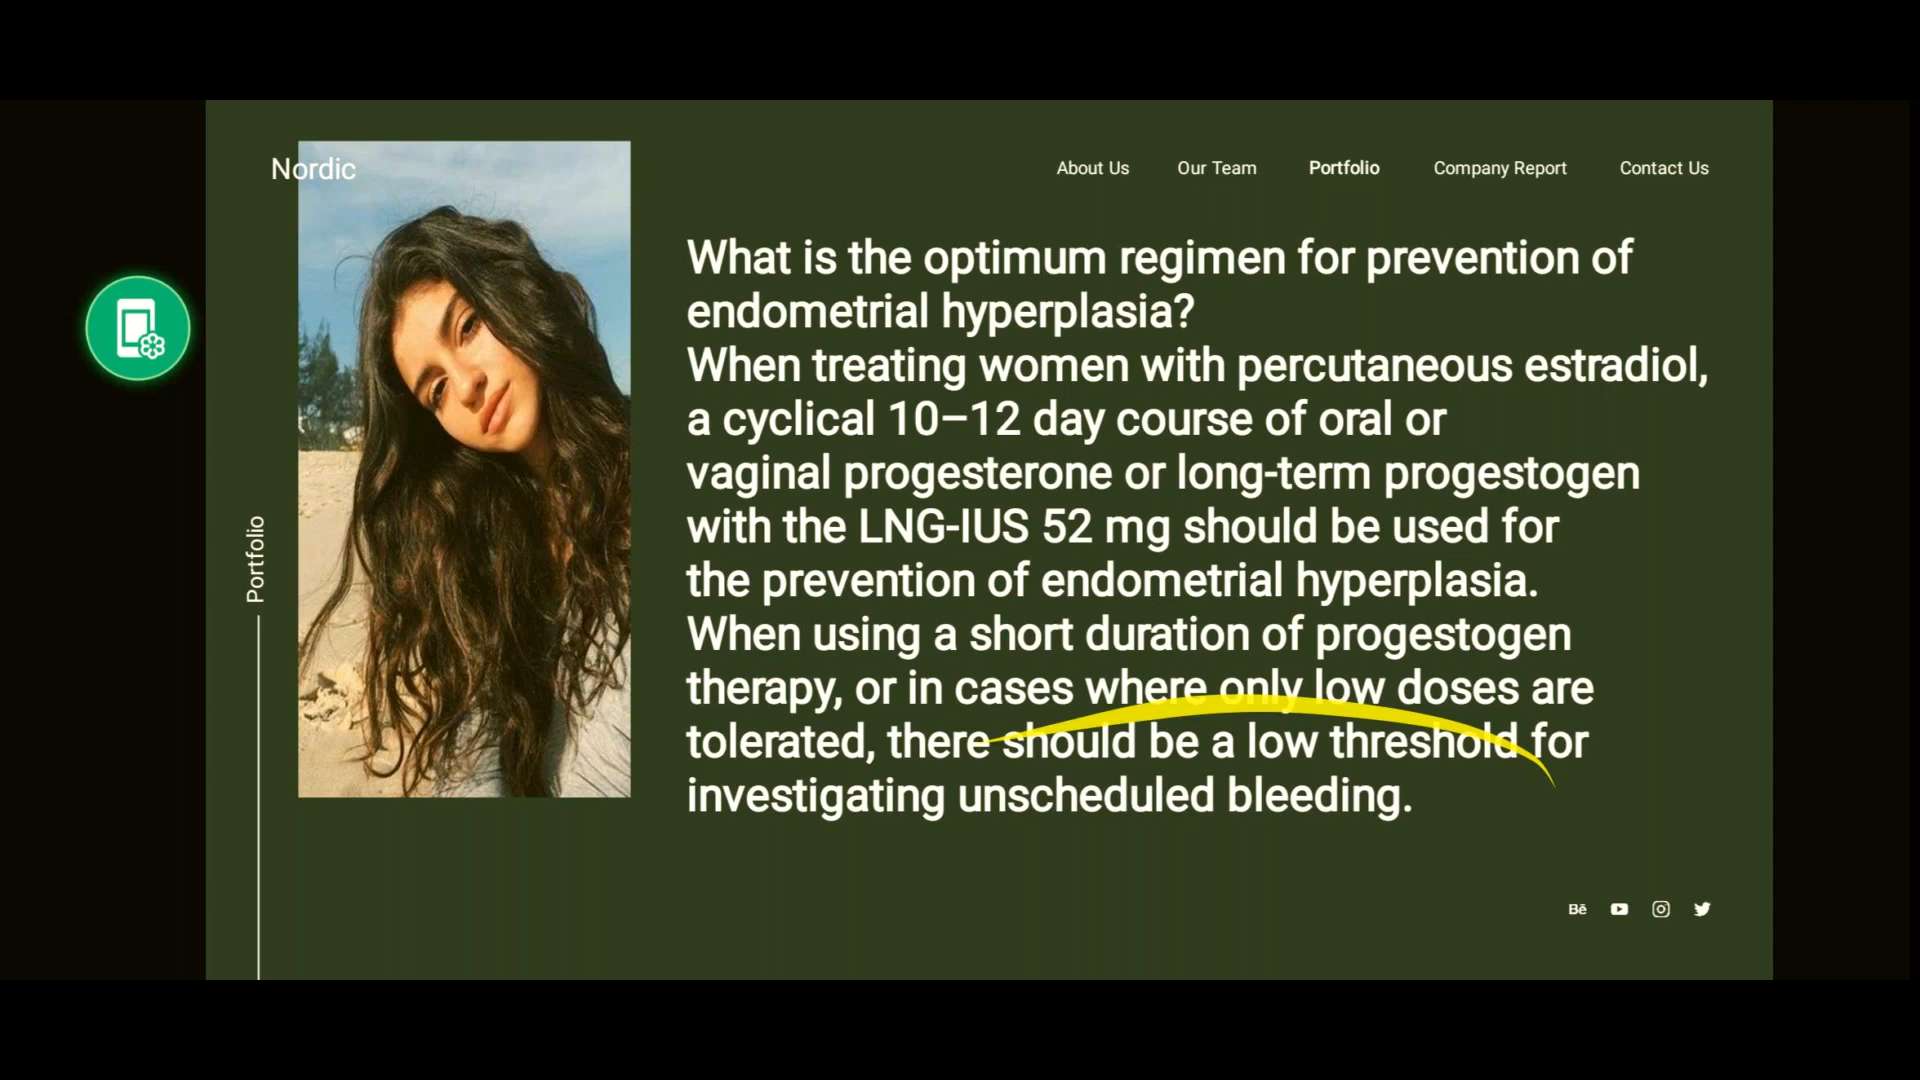 Nordic
About Us
Our Team
Portfolio
Company Report
Contact Us
What is the optimum regimen for prevention of
endometrial hyperplasia?
When treating women with percutaneous estradiol,
a cyclical 10–12 day course of oral or
vaginal progesterone or long-term progestogen
with the LNG-IUS 52 mg should be used for
the prevention of endometrial hyperplasia.
When using a short duration of progestogen
therapy, or in cases where only low doses are
tolerated, there should be a low threshold for
investigating unscheduled bleeding.
Portfolio
Bē